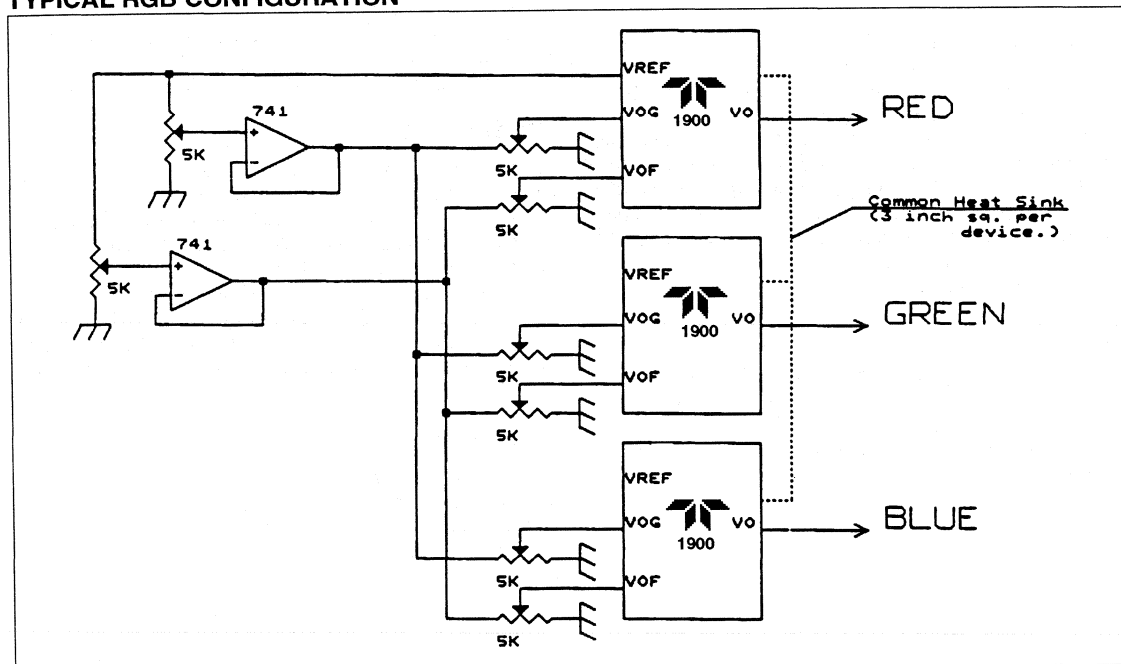 TYPICAL RGB CONFIGURATION
741
5K
741
5K
VREF
VOG
VOF
1900
VO
RED
5K
5K
Common Heat Sink
(3 inch sq. per
device.)
VREF
VOG
VOF
1900
VO
GREEN
5K
5K
VREF
VOG
VOF
1900
VO
BLUE
5K
5K